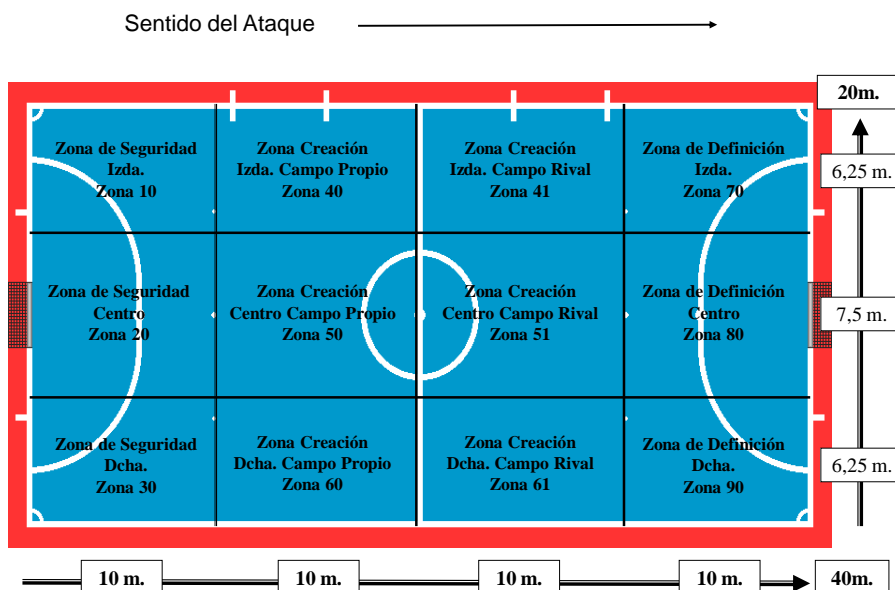 Sentido del Ataque
20m.
Zona de Seguridad
Izda.
Zona 10
Zona Creación
Izda. Campo Propio
Zona 40
Zona Creación
Izda. Campo Rival
Zona 41
Zona de Definición
Izda.
Zona 70
6,25 m.
Zona de Seguridad
Centro
Zona 20
Zona Creación
Centro Campo Propio
Zona 50
Zona Creación
Centro Campo Rival
Zona 51
Zona de Definición
Centro
Zona 80
7,5 m.
Zona de Seguridad
Dcha.
Zona 30
Zona Creación
Dcha. Campo Propio
Zona 60
Zona Creación
Dcha. Campo Rival
Zona 61
Zona de Definición
Dcha.
Zona 90
6,25 m.
10 m.
10 m.
10 m.
10 m.
40m.